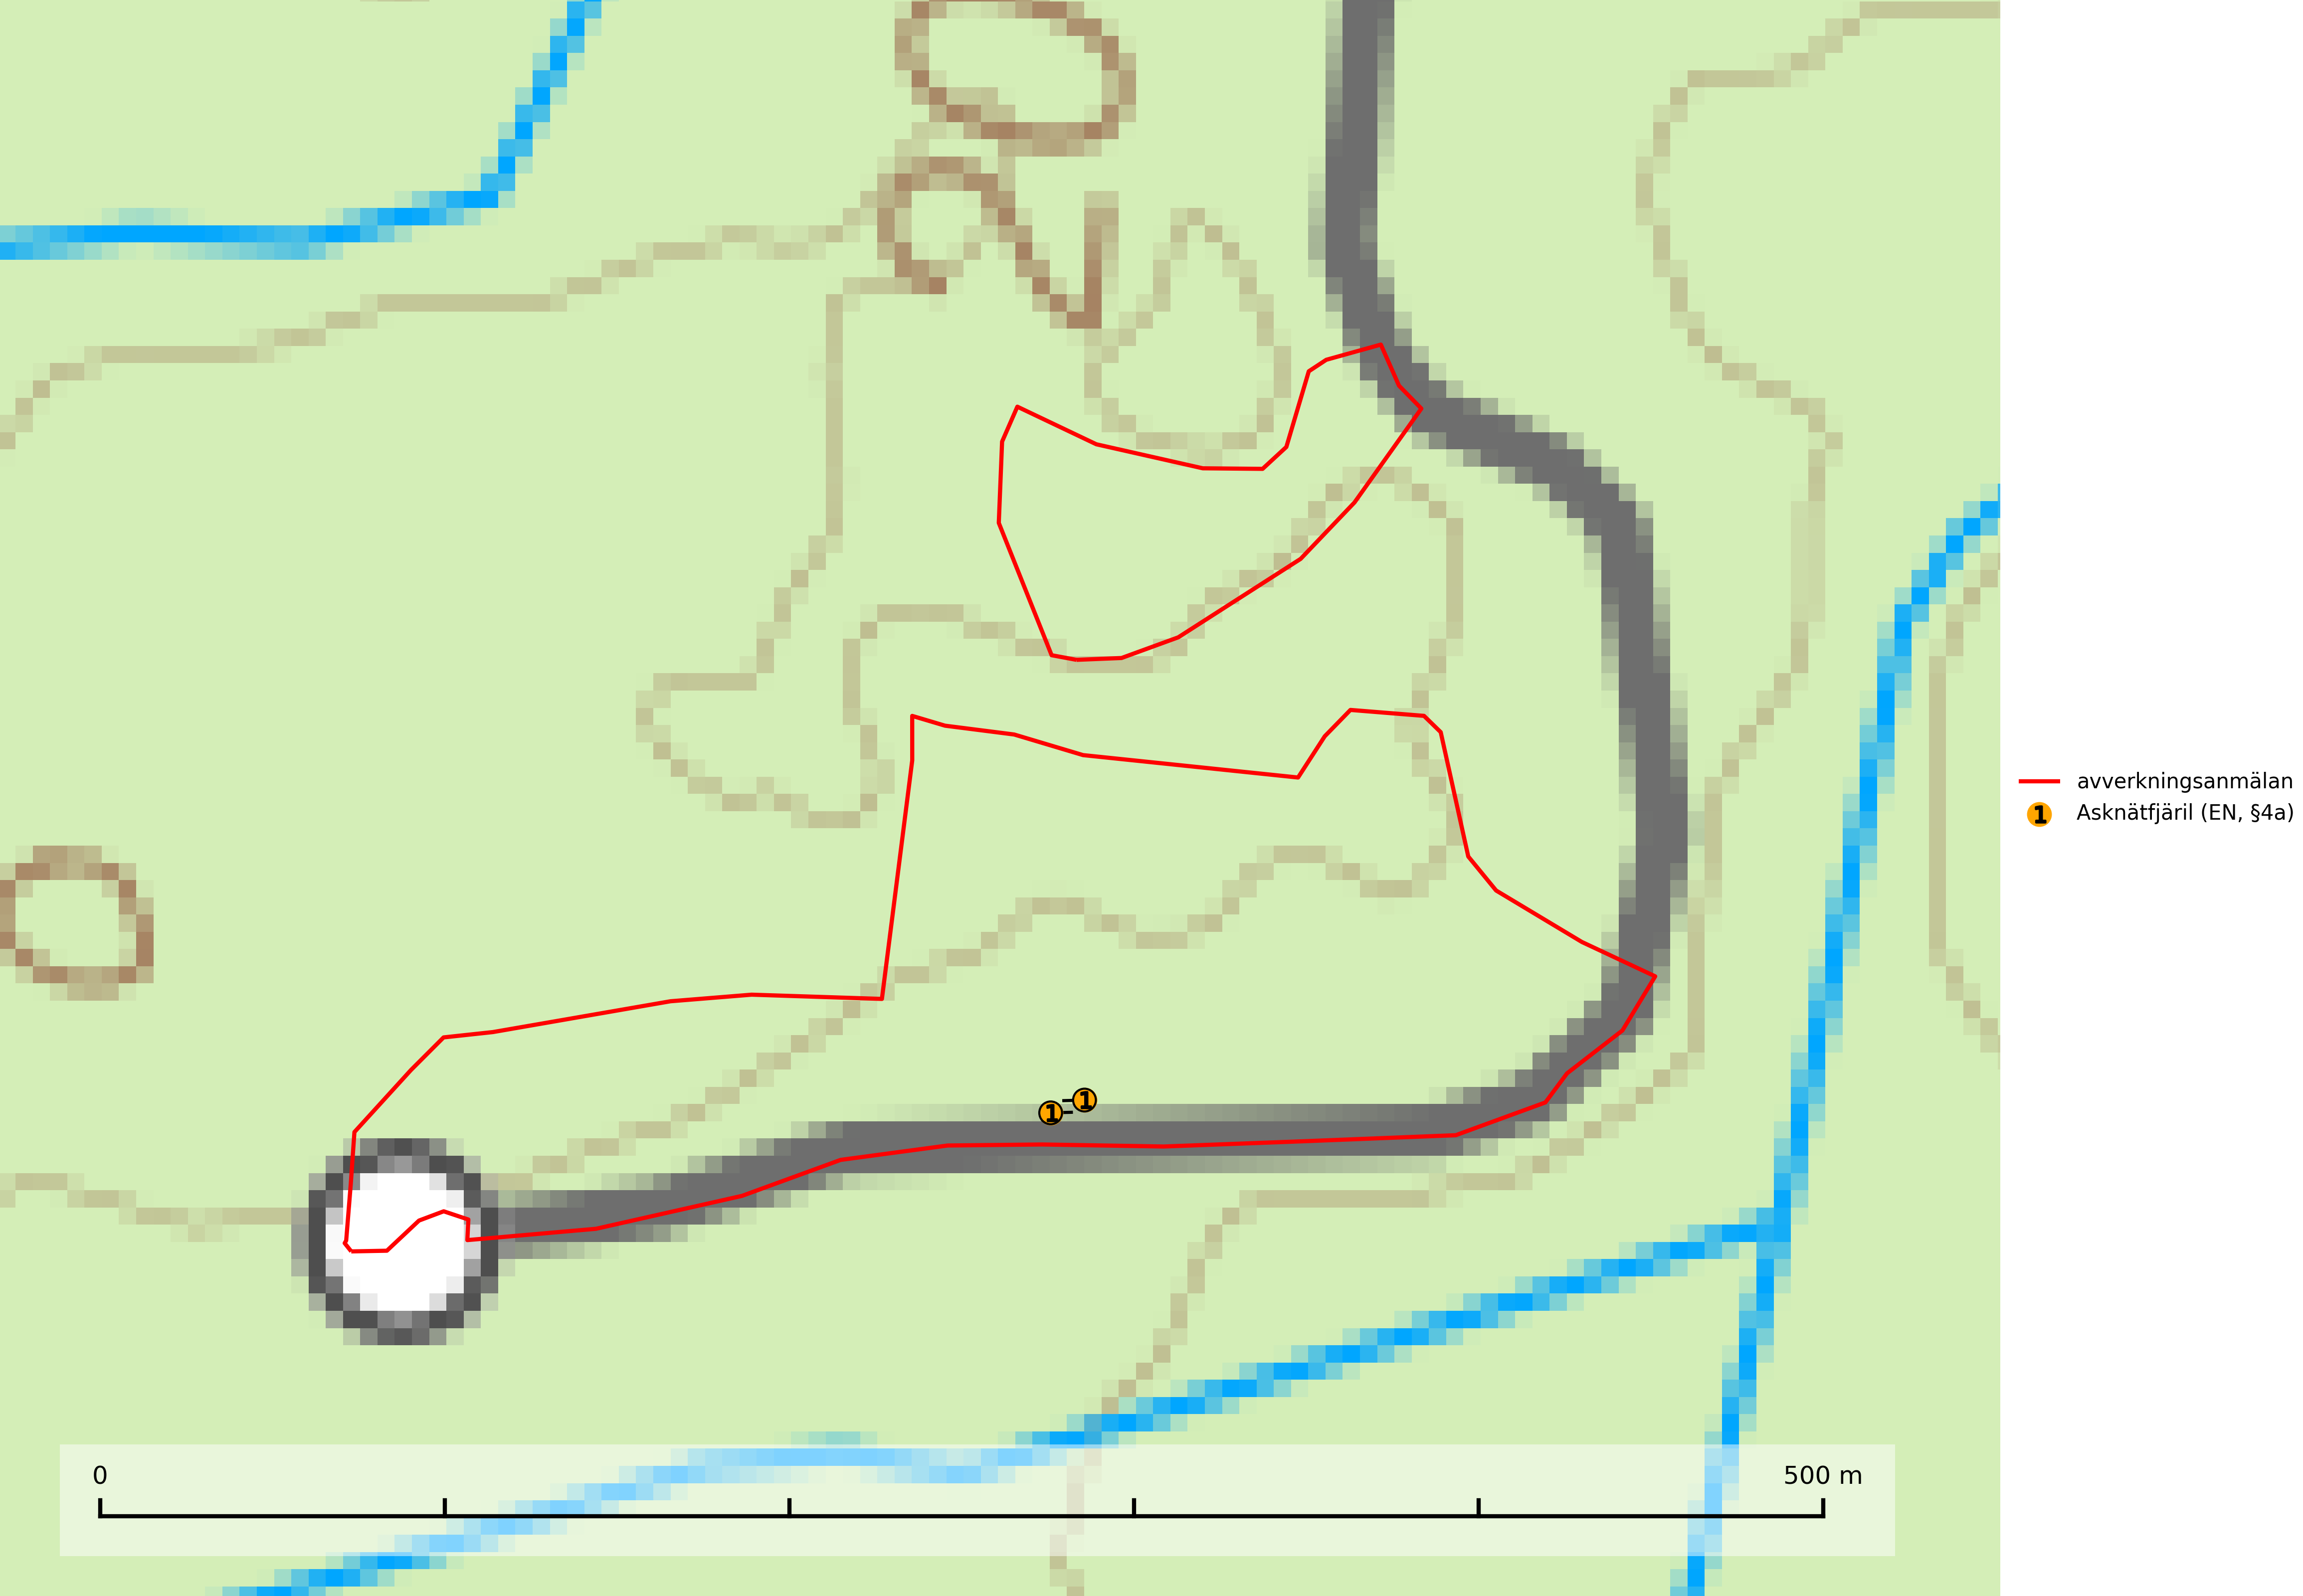 avverkningsanmälan
1 Asknätfjäril (EN, §4a)
1 1
0 500 m